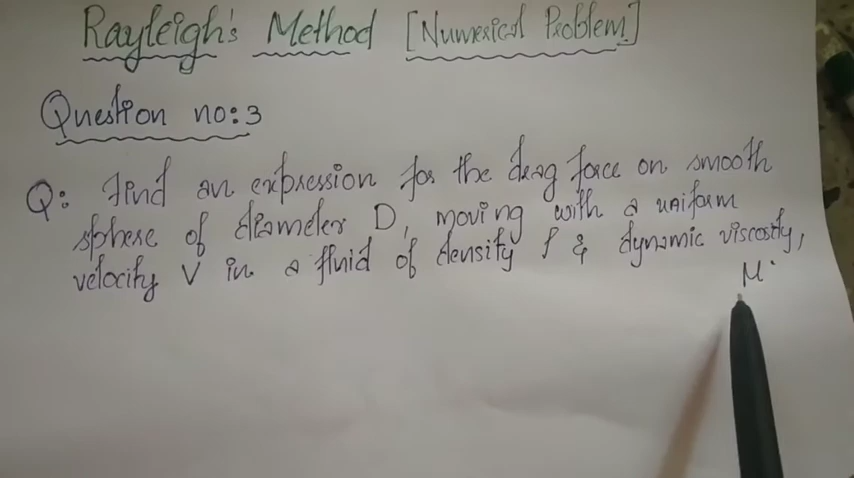 Rayleigh's Method [Numerical Problem]
Question no:3
Q: Find an expression for the drag force on smooth
sphere of diameter D, moving with a uniform
velocity V in a fluid of density ρ & dynamic viscosity,
μ.